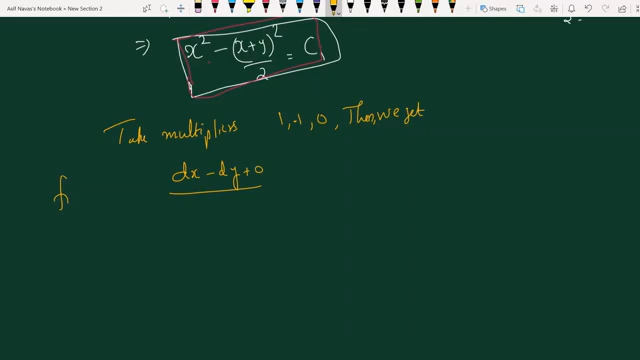 Asif Navas's Notebook » New Section 2
Shapes
⇒ x² - (x+y)²/2 = C
Take multipliers 1, -1, 0, Then, we get
dx - dy + 0